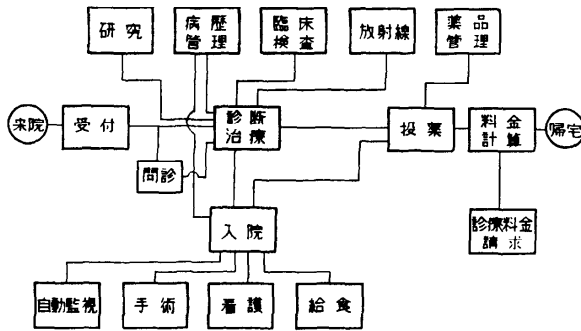 研究
病歴
管理
臨床
検査
放射線
薬品
管理
来院
受付
診断
治療
投薬
料金
計算
帰宅
問診
入院
診療料金
請求
自動監視
手術
看護
給食